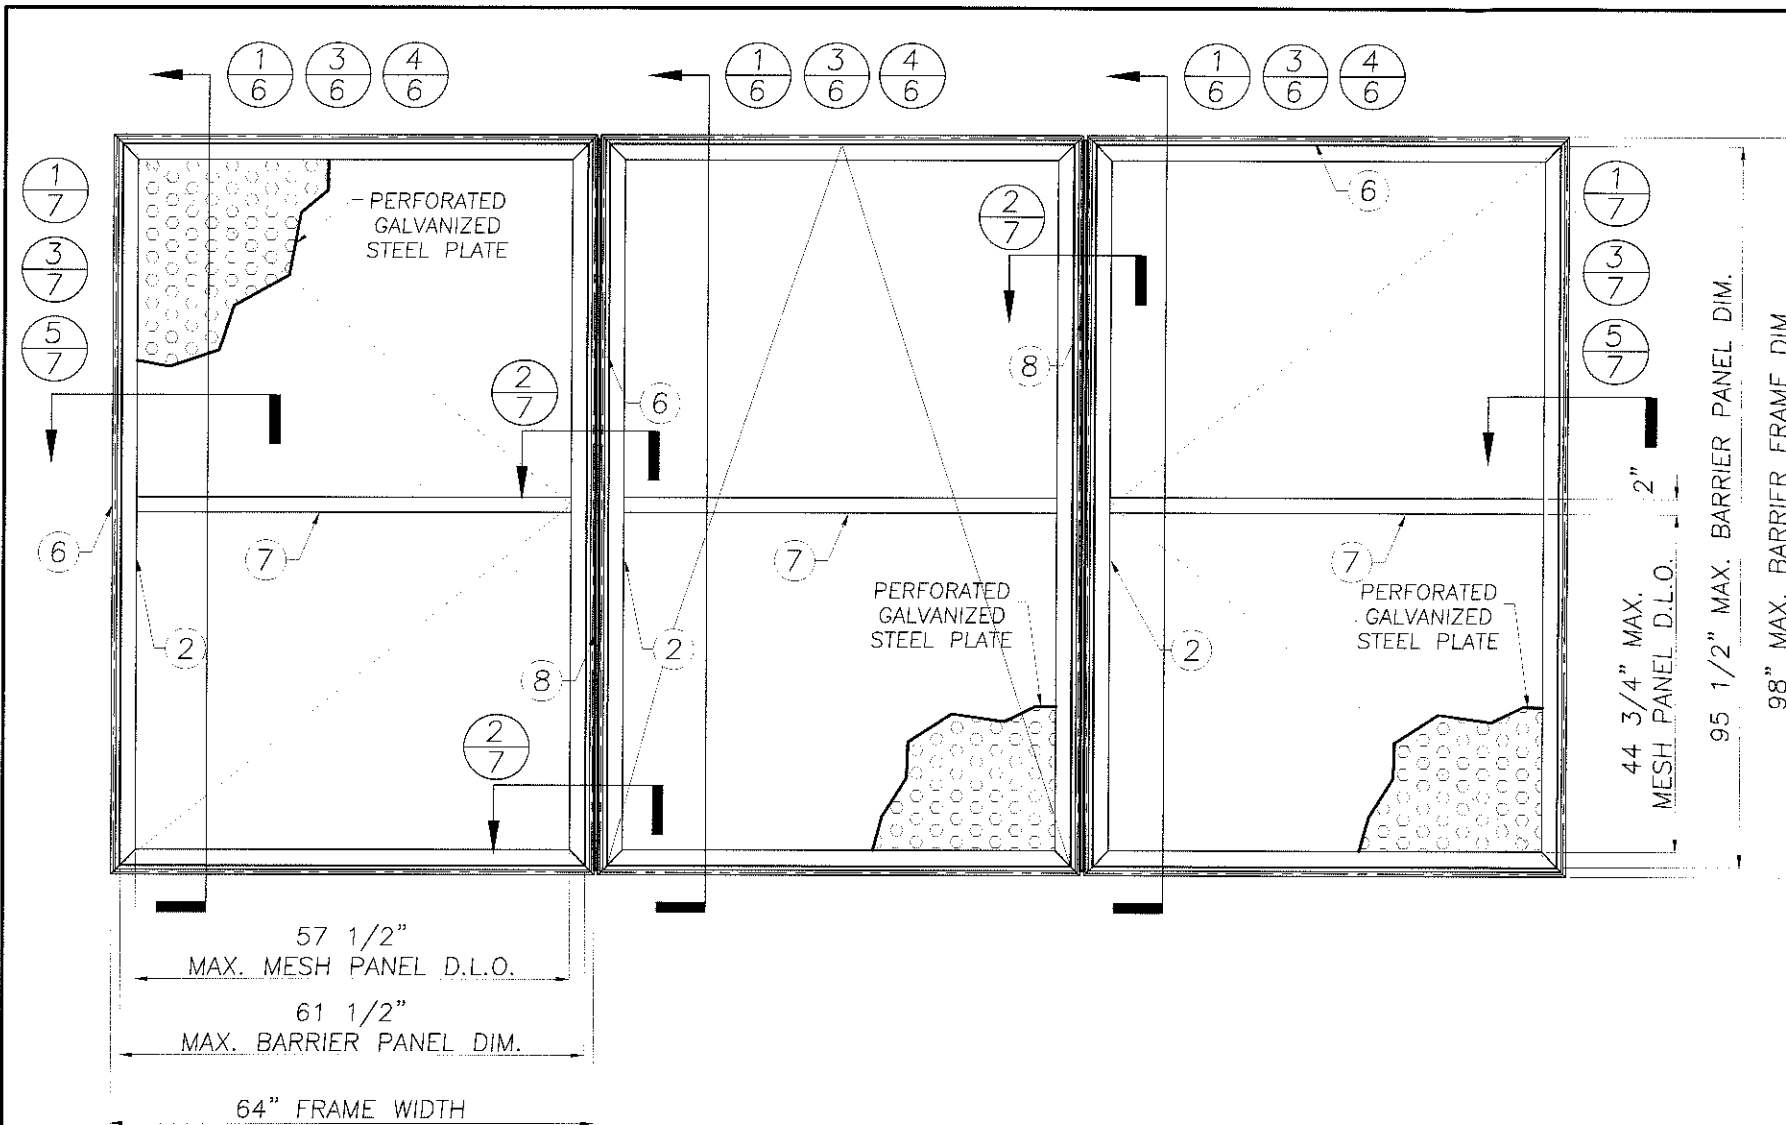 1 3 4 1 3 4 1 3 4
6 6 6 6 6 6 6 6 6
1
7
3
7
5
7
PERFORATED
GALVANIZED
STEEL PLATE
2
7
6
1
7
3
7
5
7
8
6
2
7
6
7
7
7
2"
2
8
2
2
PERFORATED
GALVANIZED
STEEL PLATE
PERFORATED
GALVANIZED
STEEL PLATE
2
7
44 3/4" MAX.
MESH PANEL D.L.O.
95 1/2" MAX. BARRIER PANEL DIM.
98" MAX. BARRIER FRAME DIM
57 1/2"
MAX. MESH PANEL D.L.O.
61 1/2"
MAX. BARRIER PANEL DIM.
64" FRAME WIDTH